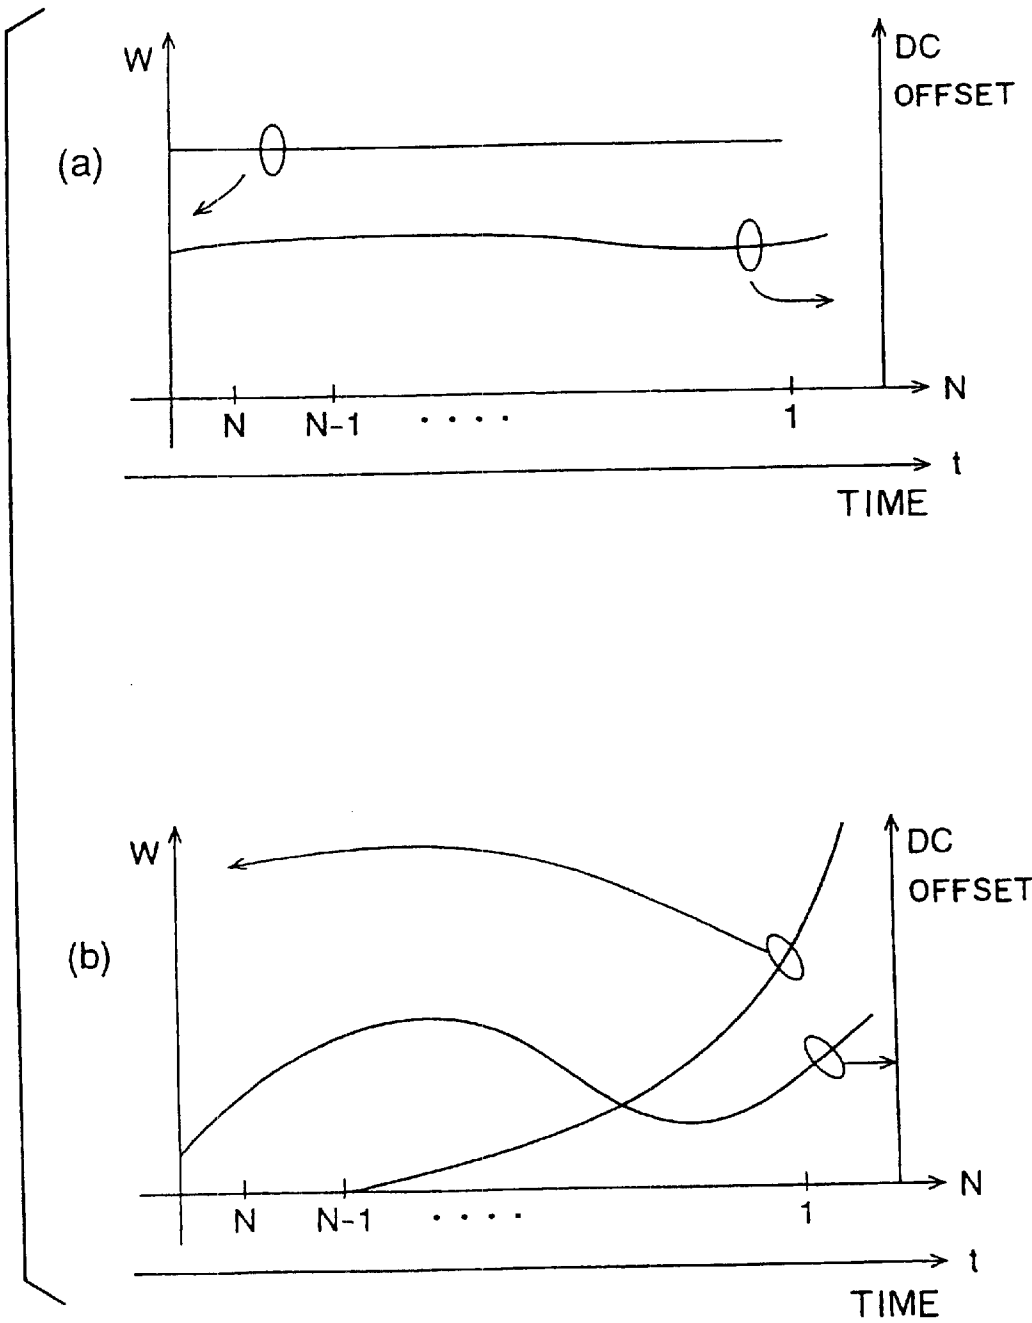 W
DC
OFFSET
(a)
N
N-1
. . . .
1
N
t
TIME
W
DC
OFFSET
(b)
N
N-1
. . . .
1
N
t
TIME